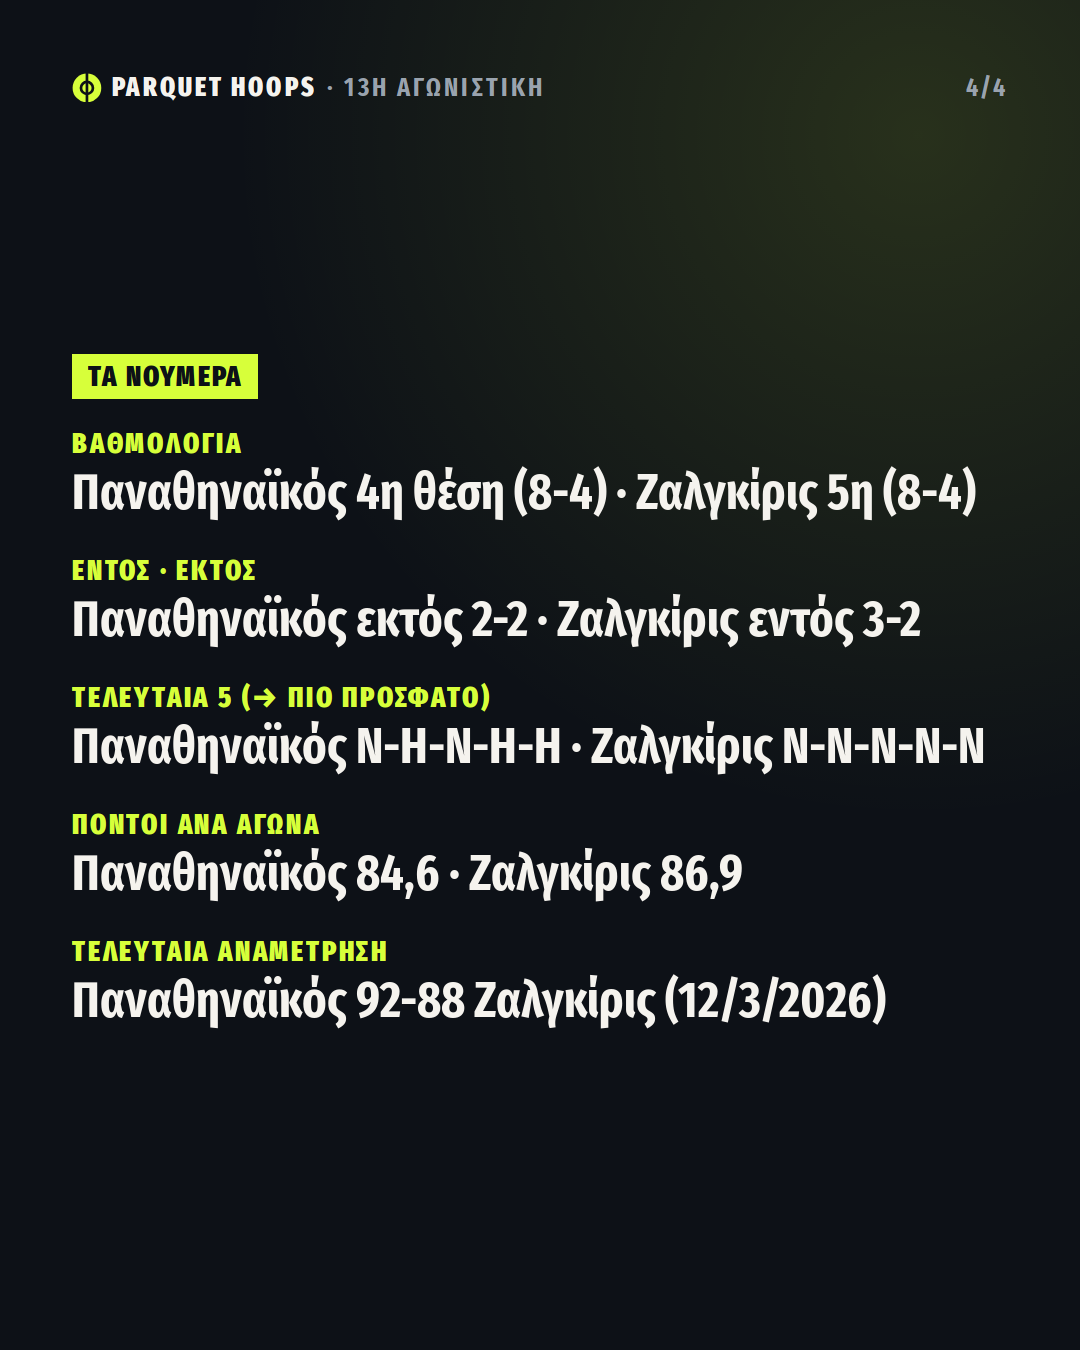 PARQUET HOOPS · 13Η ΑΓΩΝΙΣΤΙΚΗ
4/4
ΤΑ ΝΟΥΜΕΡΑ
ΒΑΘΜΟΛΟΓΙΑ
Παναθηναϊκός 4η θέση (8-4) · Ζαλγκίρις 5η (8-4)
ΕΝΤΟΣ · ΕΚΤΟΣ
Παναθηναϊκός εκτός 2-2 · Ζαλγκίρις εντός 3-2
ΤΕΛΕΥΤΑΙΑ 5 (→ ΠΙΟ ΠΡΟΣΦΑΤΟ)
Παναθηναϊκός Ν-Η-Ν-Η-Η · Ζαλγκίρις Ν-Ν-Ν-Ν-Ν
ΠΟΝΤΟΙ ΑΝΑ ΑΓΩΝΑ
Παναθηναϊκός 84,6 · Ζαλγκίρις 86,9
ΤΕΛΕΥΤΑΙΑ ΑΝΑΜΕΤΡΗΣΗ
Παναθηναϊκός 92-88 Ζαλγκίρις (12/3/2026)